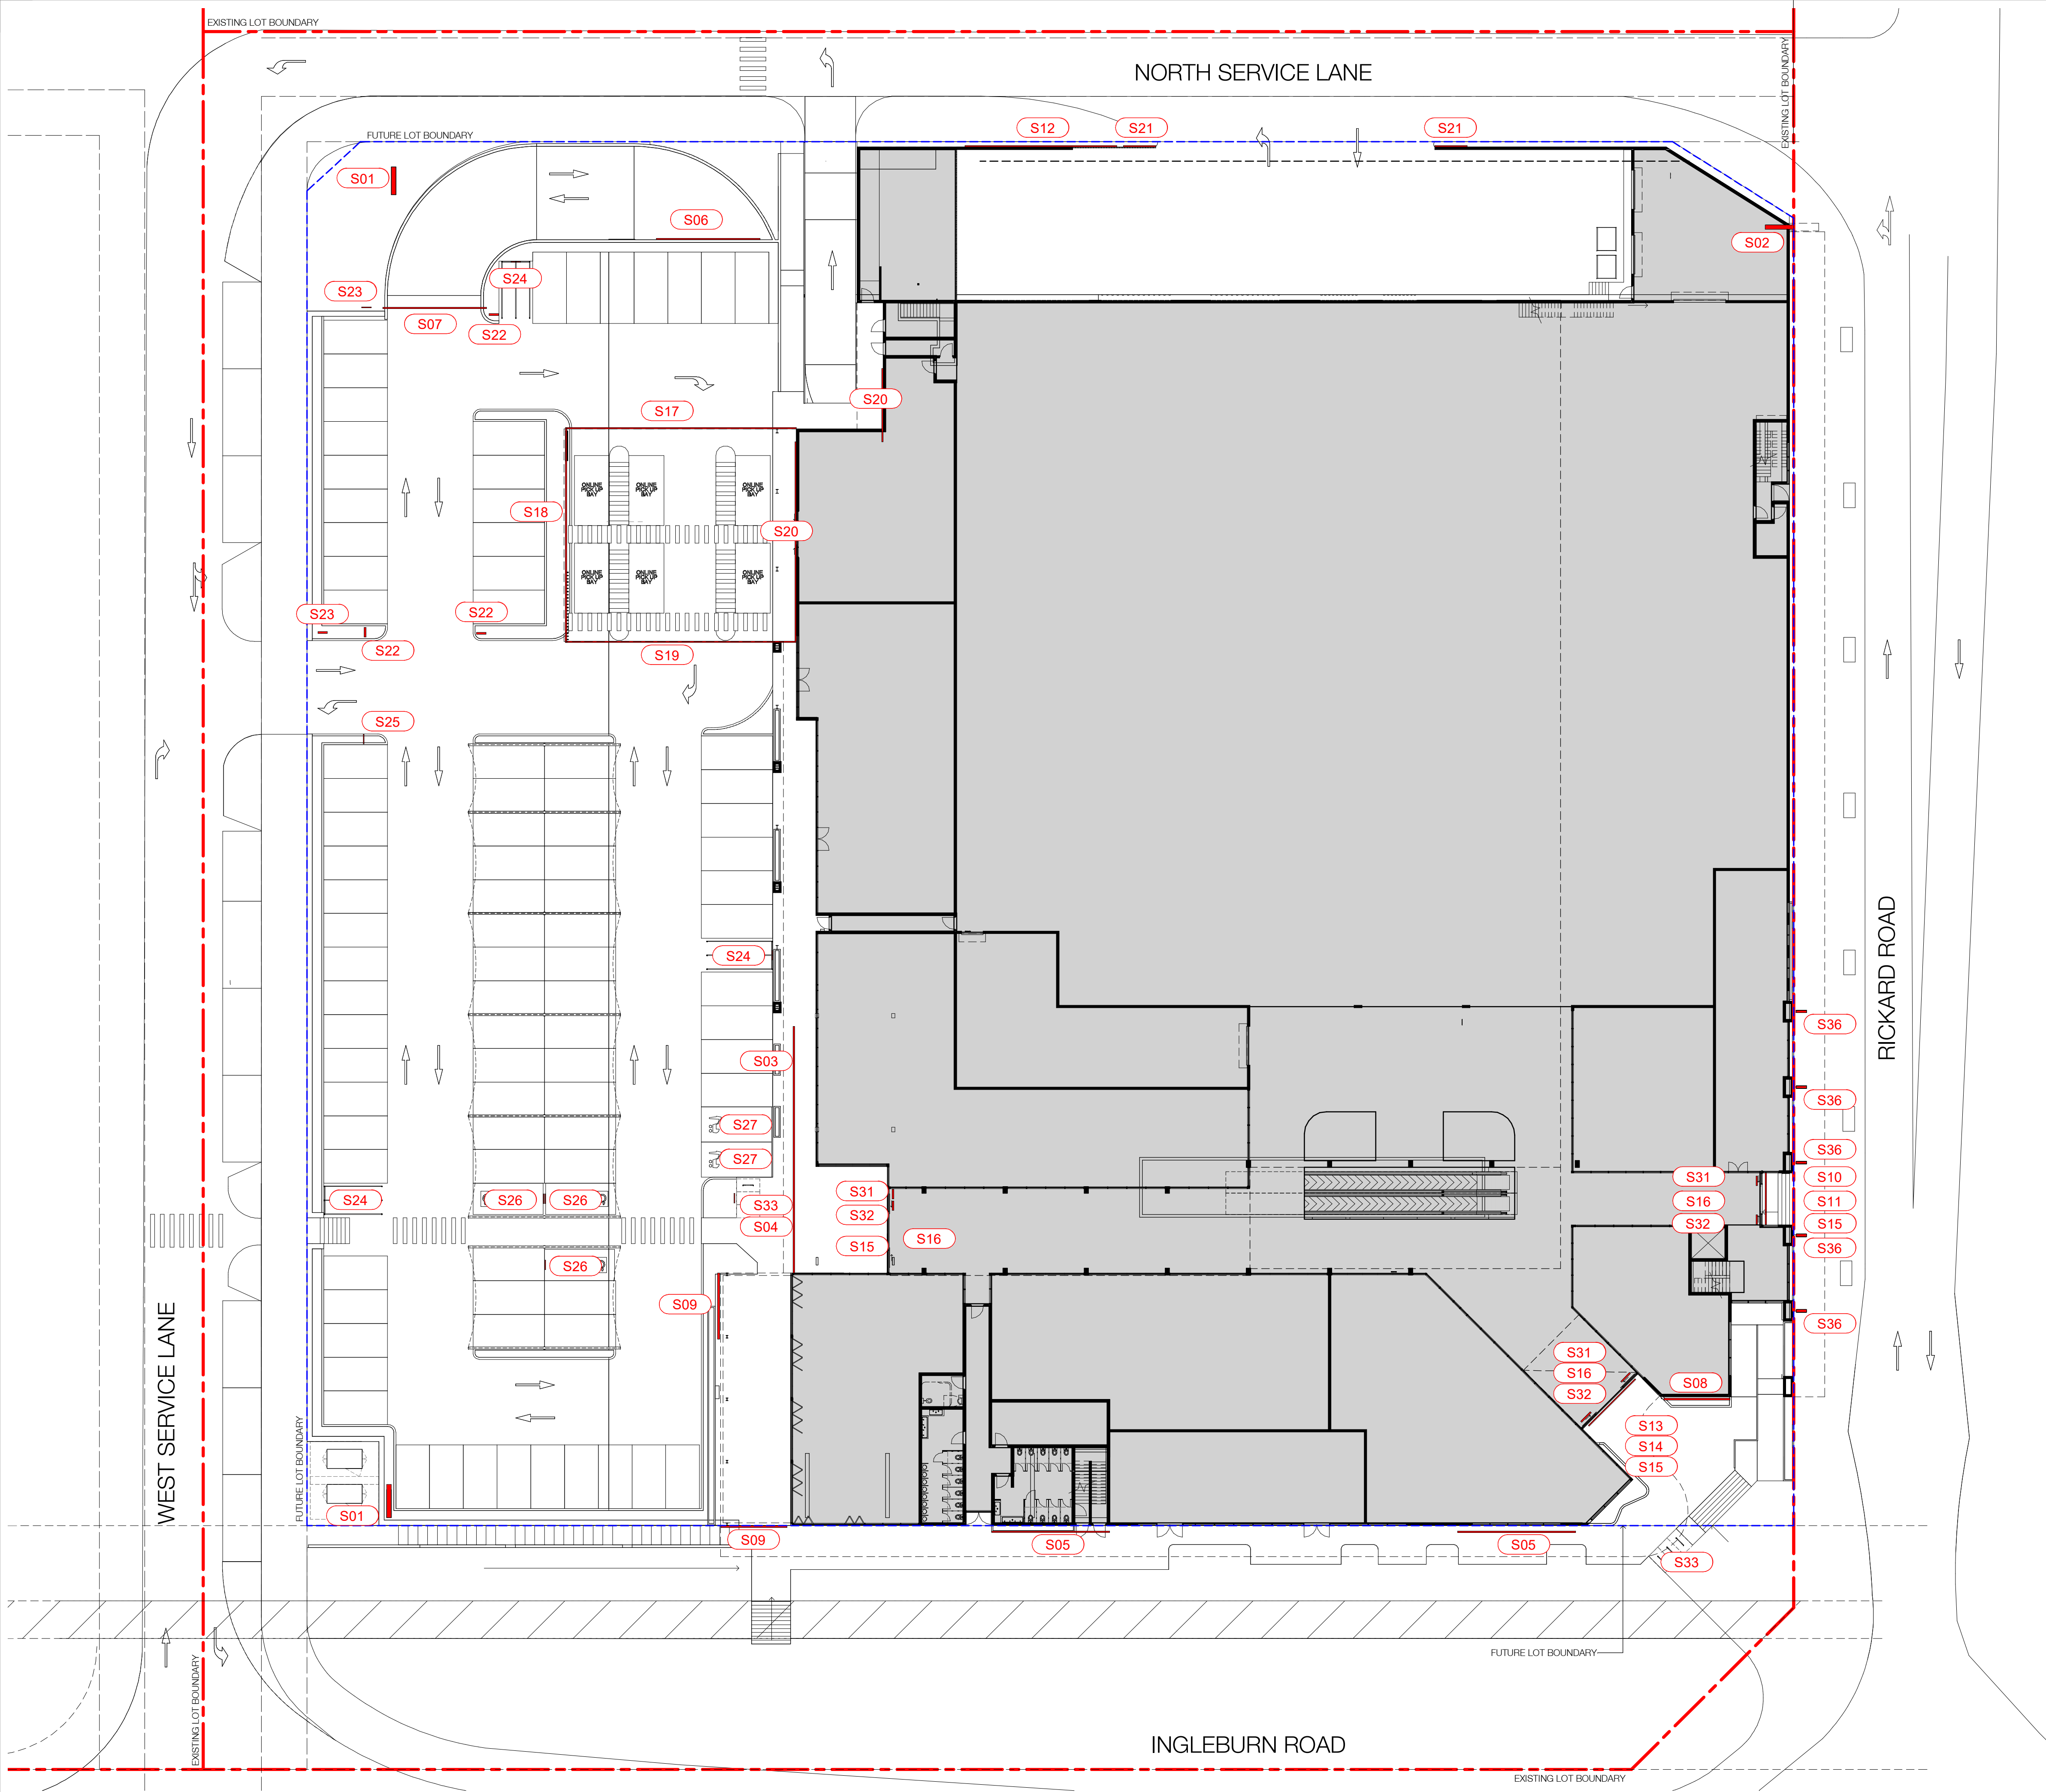 EXISTING LOT BOUNDARY
EXISTING LOT BOUNDARY
NORTH SERVICE LANE
FUTURE LOT BOUNDARY
S12
S21
S21
S01
S06
S02
S24
S23
S07
S22
S20
S17
ONLINE
PICK UP
BAY
ONLINE
PICK UP
BAY
ONLINE
PICK UP
BAY
S18
S20
ONLINE
PICK UP
BAY
ONLINE
PICK UP
BAY
ONLINE
PICK UP
BAY
S23
S22
S22
S19
S25
S24
RICKARD ROAD
S36
S03
S36
S27
S36
S27
S31
S10
S31
S24
S26
S26
S33
S32
S16
S11
S04
S32
S15
S15
S16
S36
S26
S09
S36
WEST SERVICE LANE
S31
S16
S08
S32
S13
S14
S15
FUTURE LOT BOUNDARY
S01
S09
S05
S05
S33
FUTURE LOT BOUNDARY
EXISTING LOT BOUNDARY
INGLEBURN ROAD
EXISTING LOT BOUNDARY